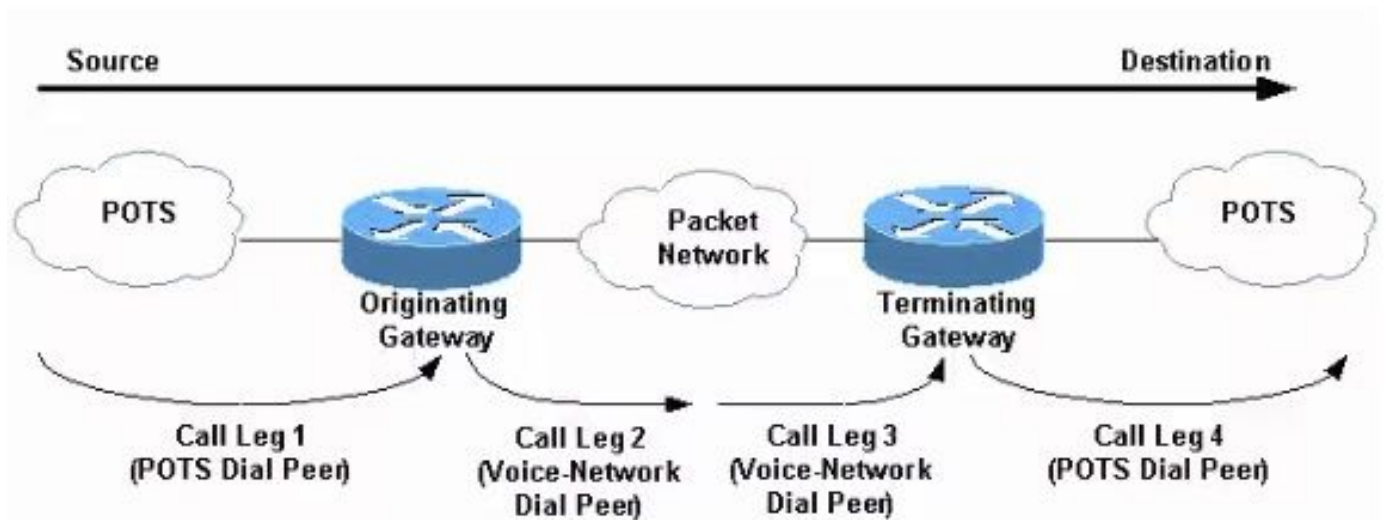 Source
Destination
POTS
Packet
Network
POTS
Originating
Gateway
Terminating
Gateway
Call Leg 1
(POTS Dial Peer)
Call Leg 2
(Voice-Network
Dial Peer)
Call Leg 3
(Voice-Network
Dial Peer)
Call Leg 4
(POTS Dial Peer)